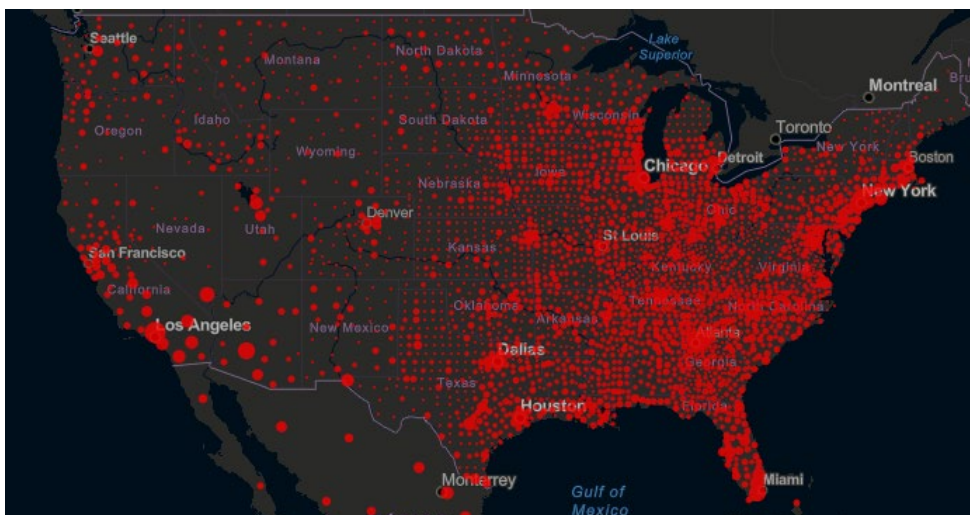 Seattle
Montana
North Dakota
Lake
Superior
Minnesota
Montreal
Oregon
Idaho
South Dakota
Wisconsin
Toronto
Wyoming
New York
Boston
Chicago
Detroit
Iowa
Nebraska
New York
Denver
Ohio
Nevada
Utah
St Louis
San Francisco
Kansas
Kentucky
Virginia
California
Oklahoma
Tennessee
North Carolina
Los Angeles
New Mexico
Arkansas
Atlanta
Dallas
Georgia
Texas
Houston
Florida
Monterrey
Miami
Gulf of
Mexico